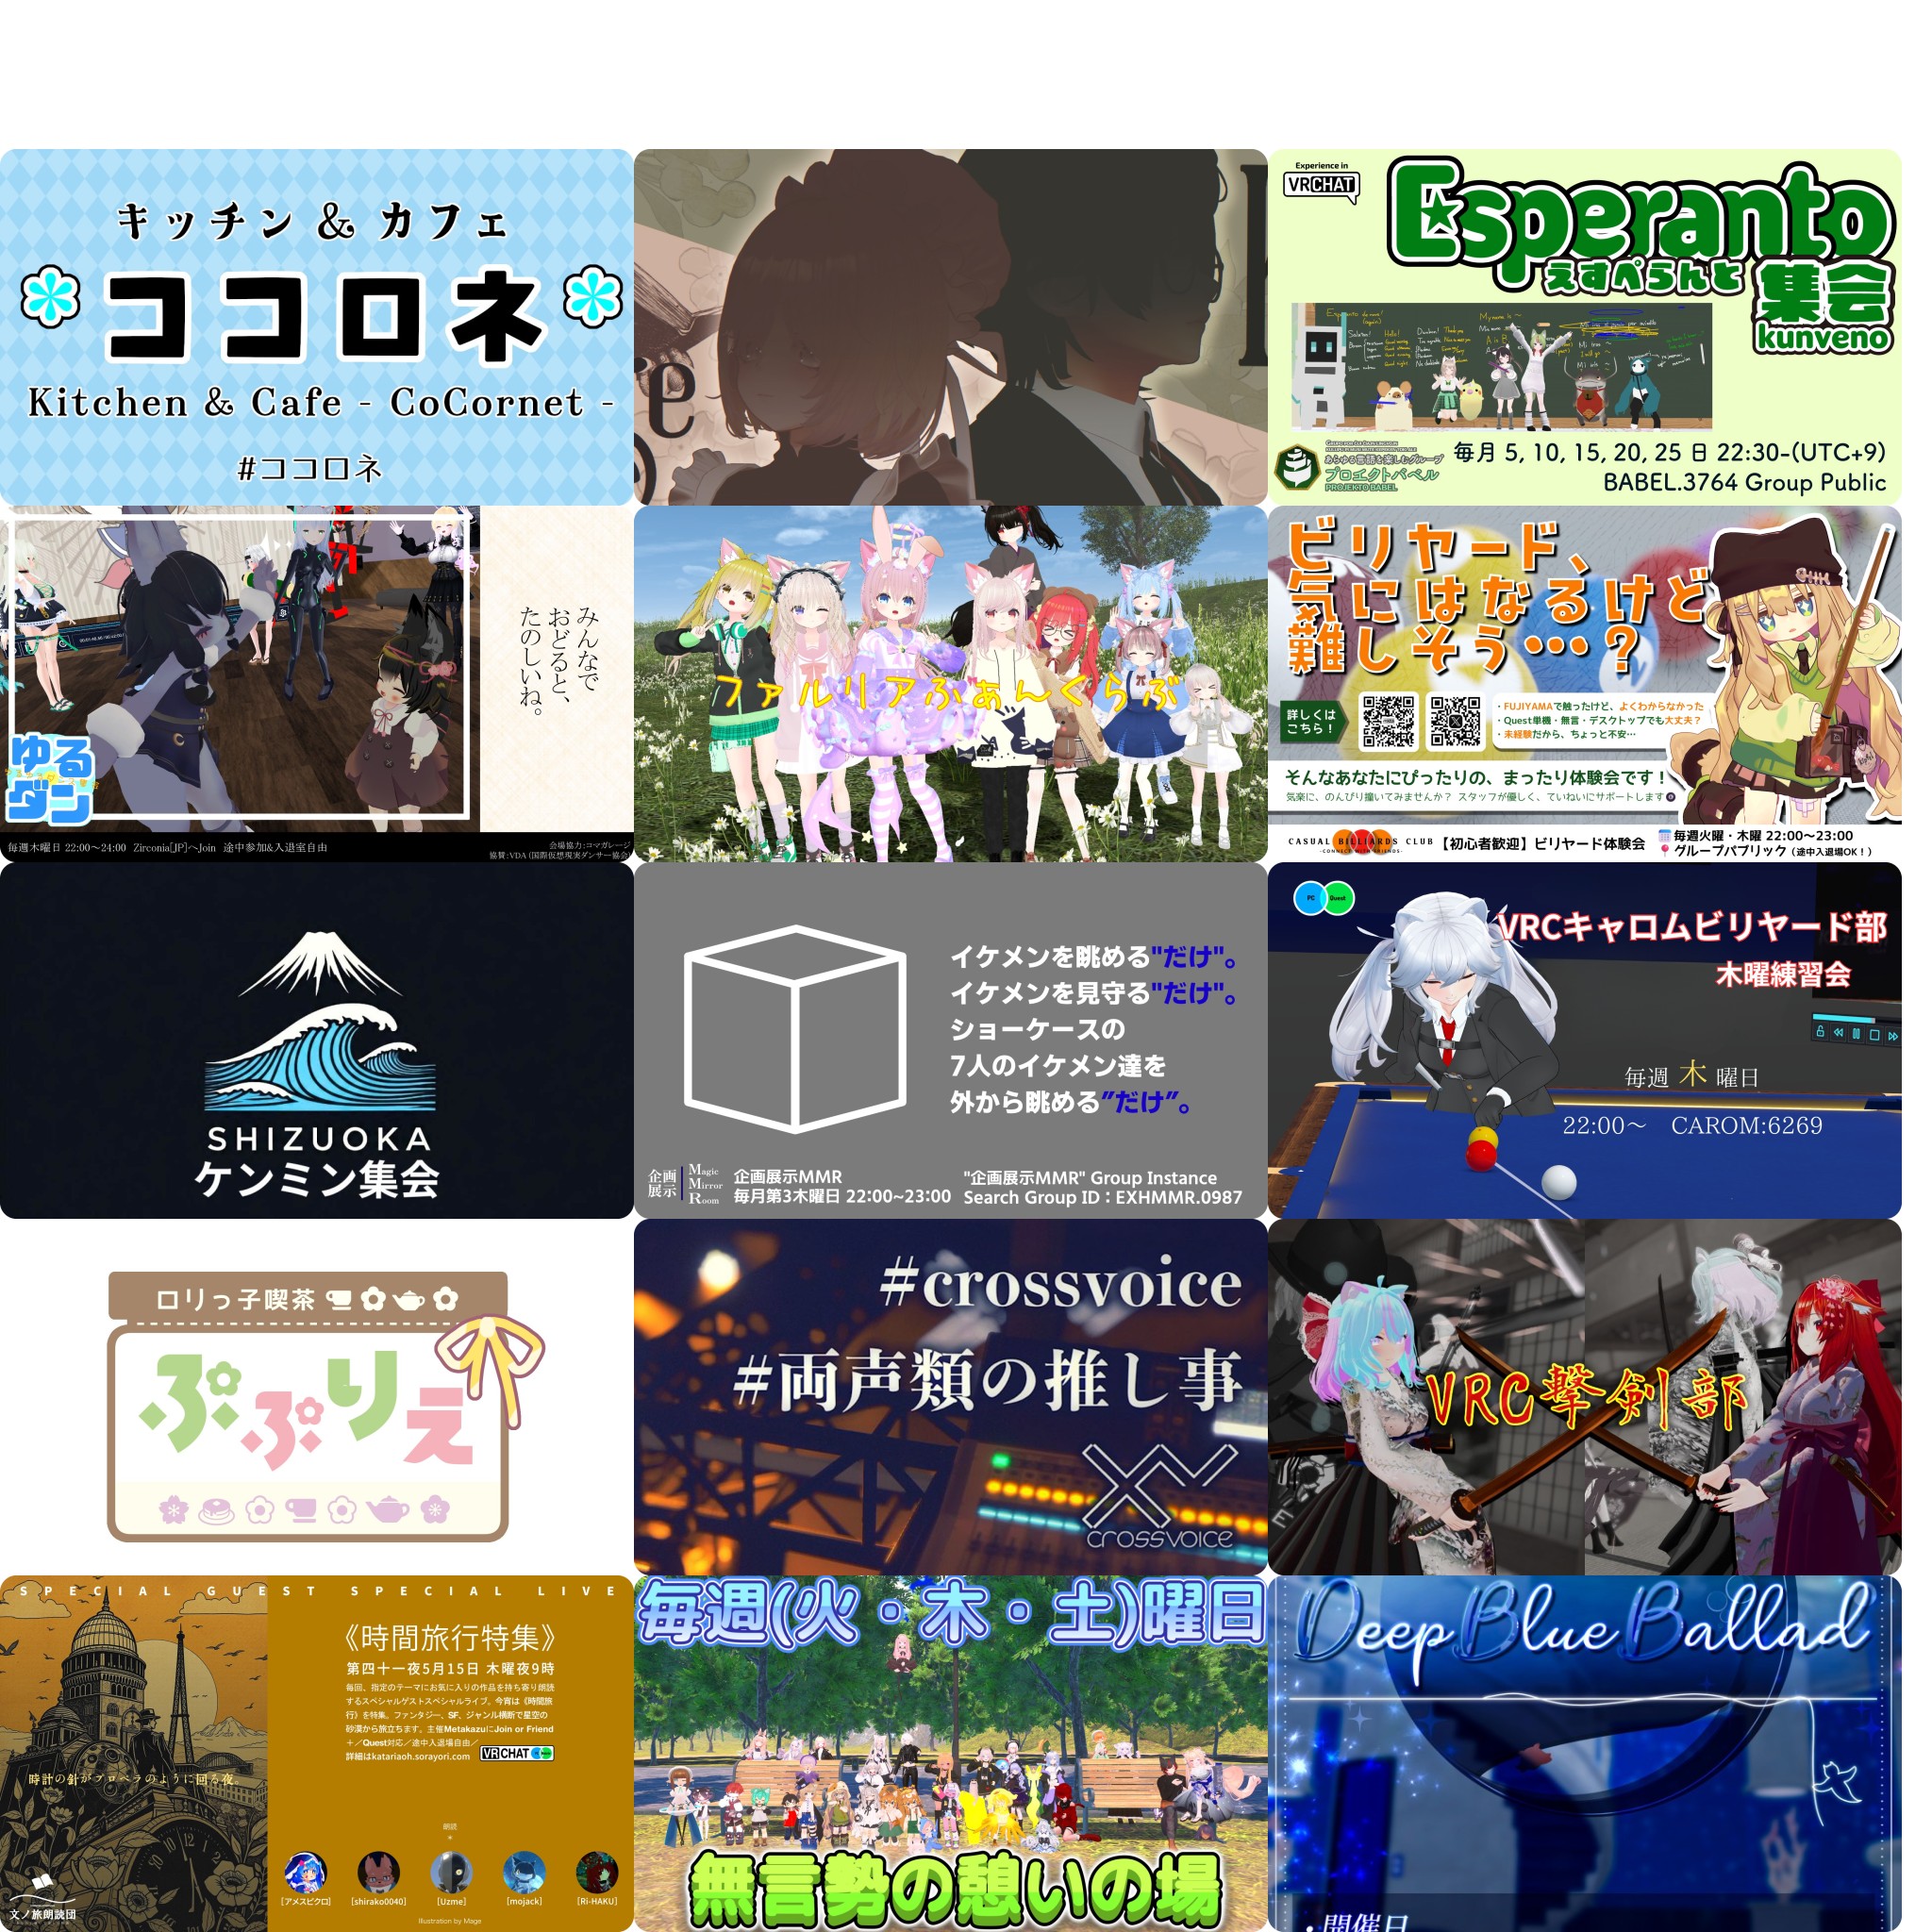 キッチン & カフェ
ココロネ
Kitchen & Cafe - CoCornet -
#ココロネ
e
Experience in
VRCHAT
Esperanto
えすぺらんと
集会
kunveno
あらゆる言語を楽しむグループ
プロエクトバベル
PROJEKTO BABEL
毎月 5, 10, 15, 20, 25 日 22:30-(UTC+9)
BABEL.3764 Group Public
みんなで
おどると、
たのしいね。
ゆる
ダン
毎週木曜日 22:00～24:00 Zirconia[JP]へJoin 途中参加&入退室自由
会場協力:コマガレージ
協賛:VDA (国際仮想現実ダンサー協会)
ファルリアふぁんくらぶ
ビリヤード、
気にはなるけど
難しそう…?
詳しくは
こちら!
・FUJIYAMAで触ったけど、よくわからなかった
・Quest単機・無言・デスクトップでも大丈夫?
・未経験だから、ちょっと不安…
そんなあなたにぴったりの、まったり体験会です!
気楽に、のんびり撞いてみませんか? スタッフが優しく、ていねいにサポートします
CASUAL BILLIARDS CLUB
-CONNECT WITH FRIENDS-
【初心者歓迎】ビリヤード体験会
毎週火曜・木曜 22:00～23:00
グループパブリック (途中入退場OK!)
SHIZUOKA
ケンミン集会
イケメンを眺める"だけ"。
イケメンを見守る"だけ"。
ショーケースの
7人のイケメン達を
外から眺める"だけ"。
企画
展示
Magic
Mirror
Room
企画展示MMR
毎月第3木曜日 22:00~23:00
"企画展示MMR" Group Instance
Search Group ID : EXHMMR.0987
PC Quest
VRCキャロムビリヤード部
木曜練習会
毎週 木 曜日
22:00～ CAROM:6269
ロリっ子喫茶
ぷぷりえ
#crossvoice
#両声類の推し事
crossvoice
VRC撃剣部
SPECIAL GUEST SPECIAL LIVE
《時間旅行特集》
第四十一夜5月15日 木曜夜9時
毎回、指定のテーマにお気に入りの作品を持ち寄り朗読
するスペシャルゲストスペシャルライブ。今宵は《時間旅
行》を特集。ファンタジー、SF、ジャンル横断で星空の
砂漠から旅立ちます。主催MetakazuにJoin or Friend
+／Quest対応／途中入退場自由／
詳細はkatariaoh.sorayori.com
VRCHAT
時計の針がプロペラのように回る夜
朗読
[アメスピクロ]
[shirako0040]
[Uzme]
[mojack]
[Ri-HAKU]
文ノ旅朗読団
Illustration by Mage
毎週(火・木・土)曜日
無言勢の憩いの場
Deep Blue Ballad
・開催日